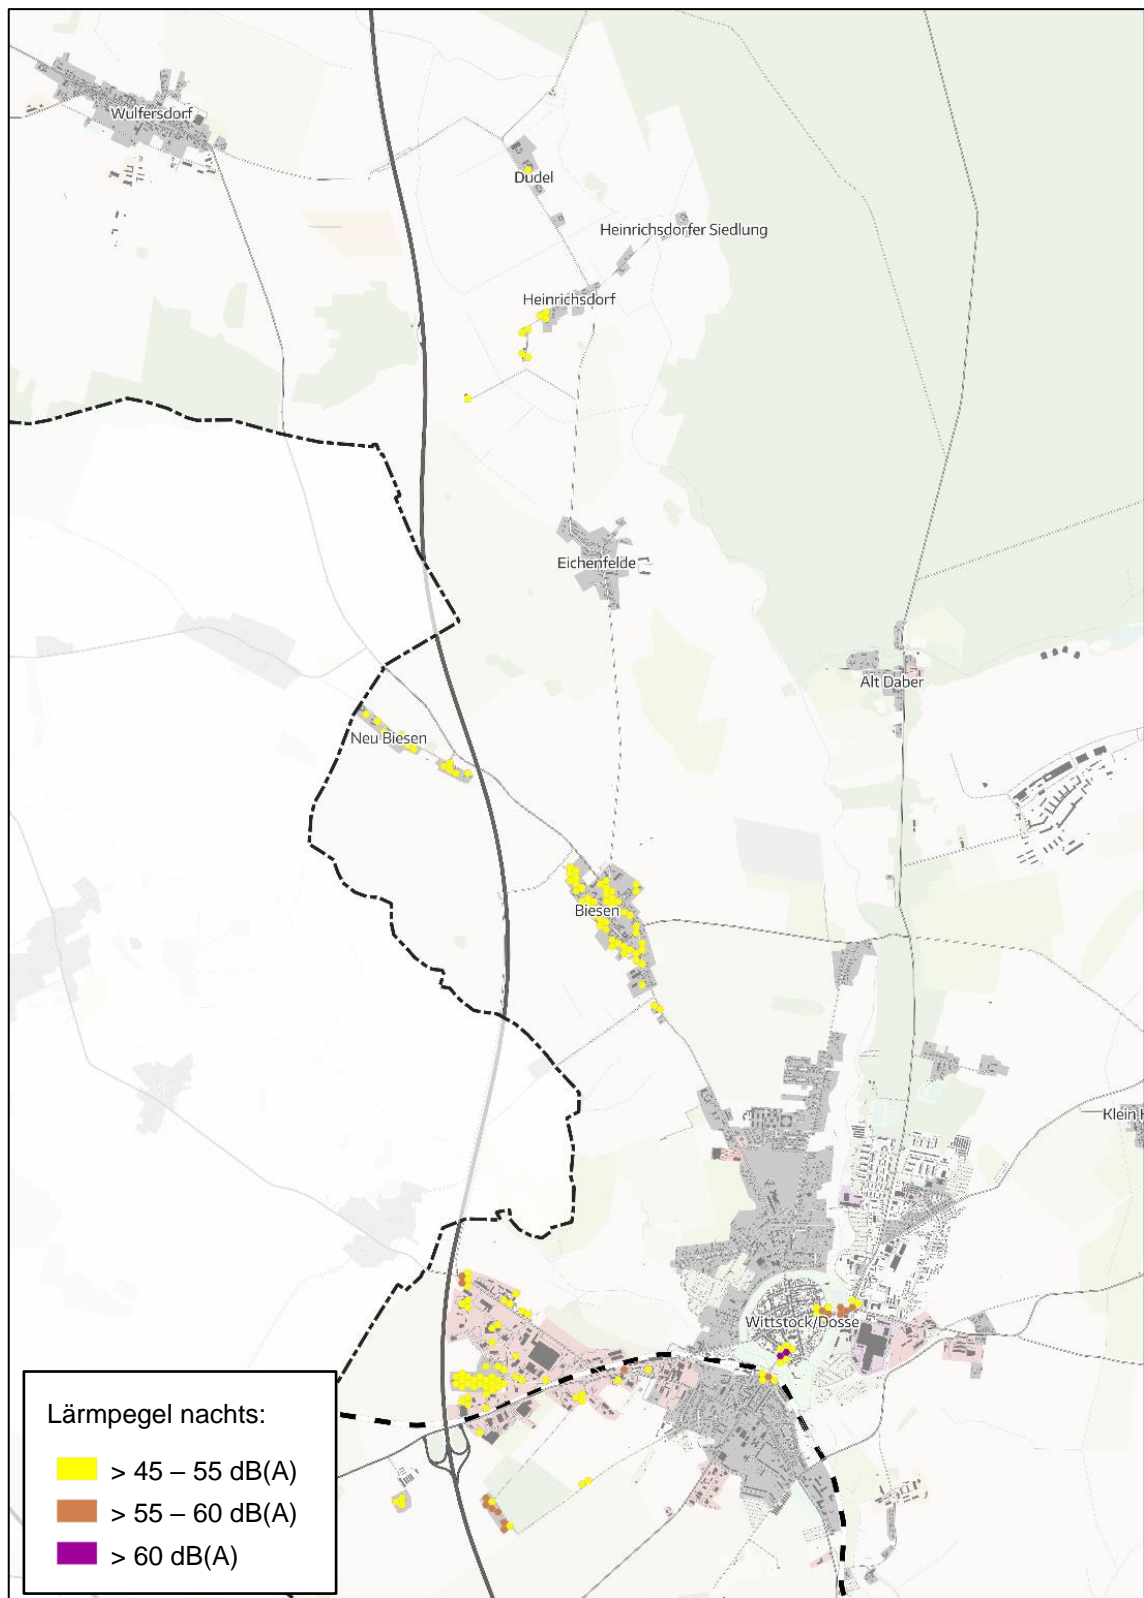 Wulfersdorf
Dudel
Heinrichsdorfer Siedlung
Heinrichsdorf
Eichenfelde
Alt Daber
Neu Biesen
Biesen
Klein H
Wittstock/Dosse
Lärmpegel nachts:
> 45 – 55 dB(A)
> 55 – 60 dB(A)
> 60 dB(A)